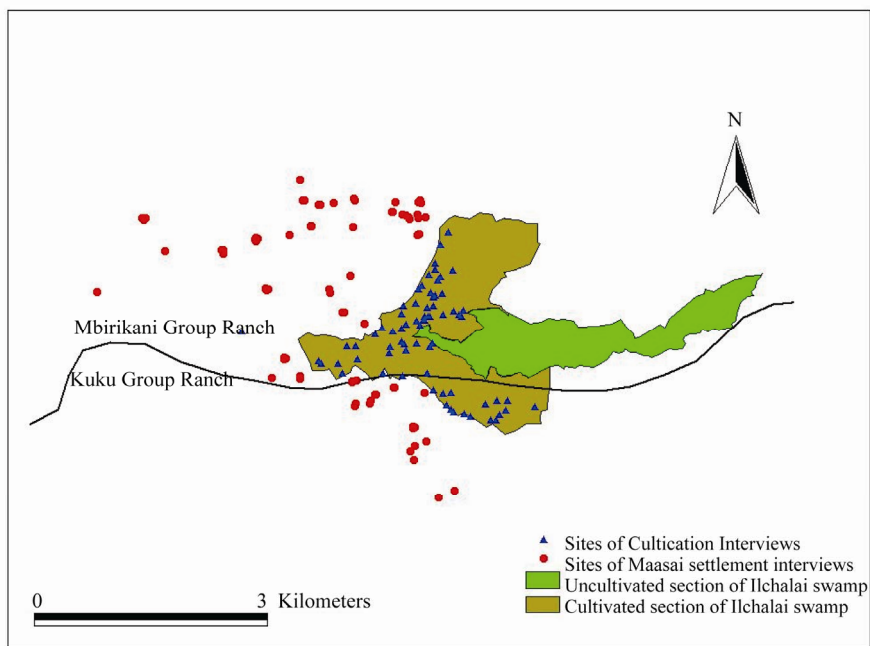 N
Mbirikani Group Ranch
Kuku Group Ranch
Sites of Cultication Interviews
Sites of Maasai settlement interviews
Uncultivated section of Ilchalai swamp
Cultivated section of Ilchalai swamp
0 3 Kilometers